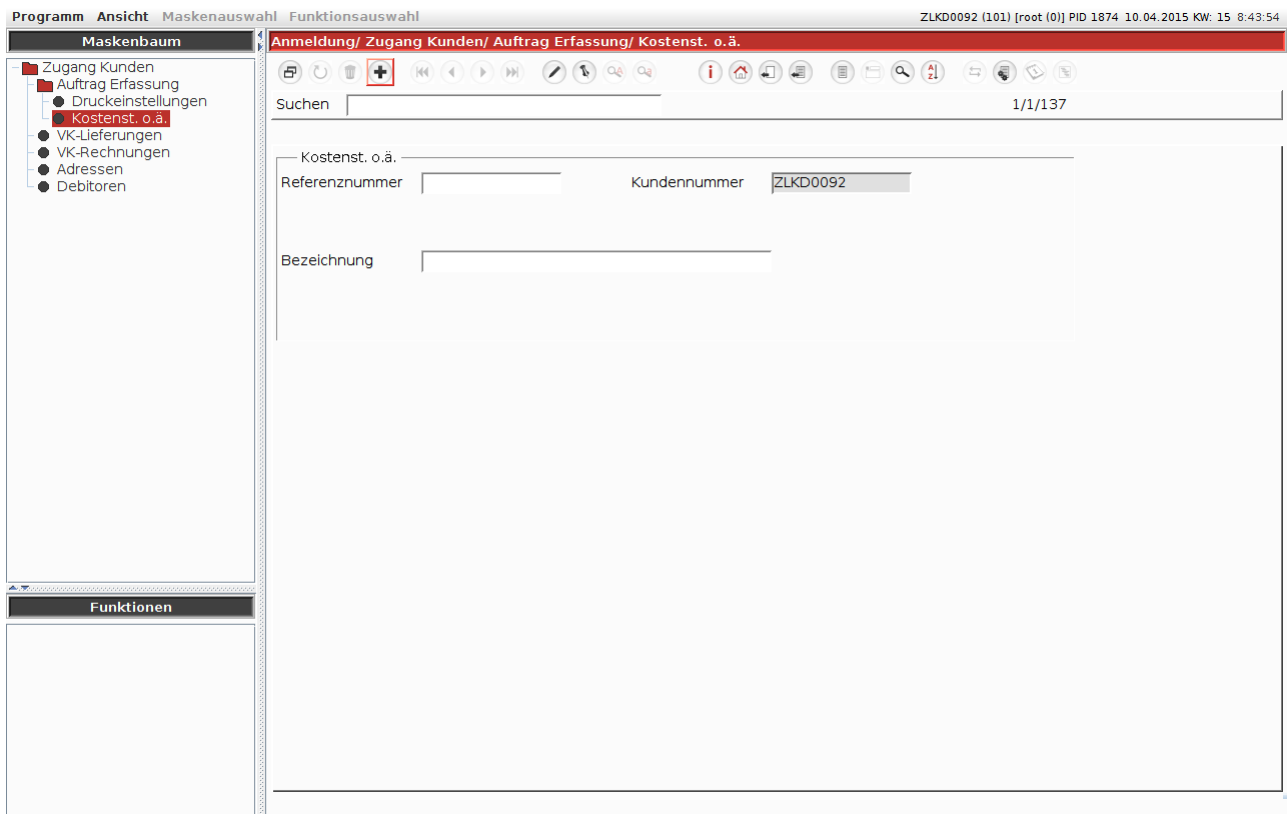 Programm Ansicht Maskenauswahl Funktionsauswahl
ZLKD0092 (101) [root (0)] PID 1874 10.04.2015 KW: 15 8:43:54
Maskenbaum
Anmeldung/ Zugang Kunden/ Auftrag Erfassung/ Kostenst. o.ä.
Zugang Kunden
Auftrag Erfassung
Druckeinstellungen
Kostenst. o.ä.
VK-Lieferungen
VK-Rechnungen
Adressen
Debitoren
Suchen
1/1/137
Kostenst. o.ä.
Referenznummer
Kundennummer ZLKD0092
Bezeichnung
Funktionen